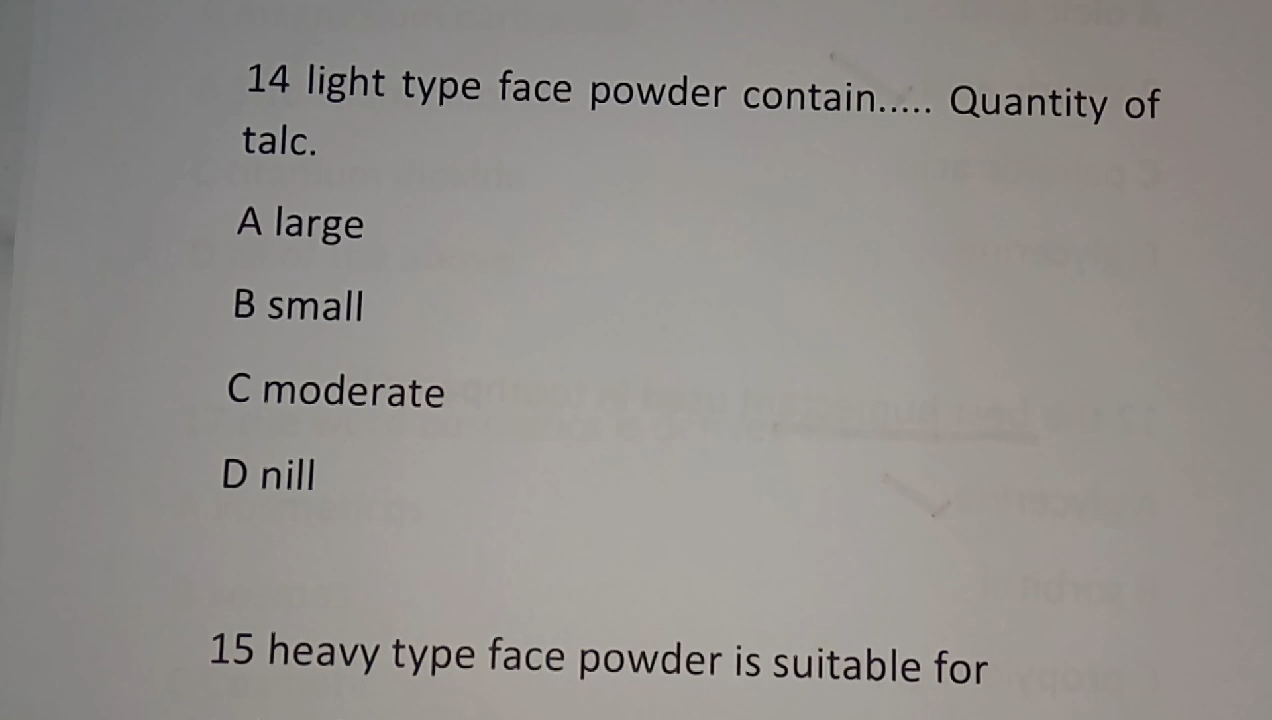 14 light type face powder contain..... Quantity of
talc.
A large
B small
C moderate
D nill
15 heavy type face powder is suitable for